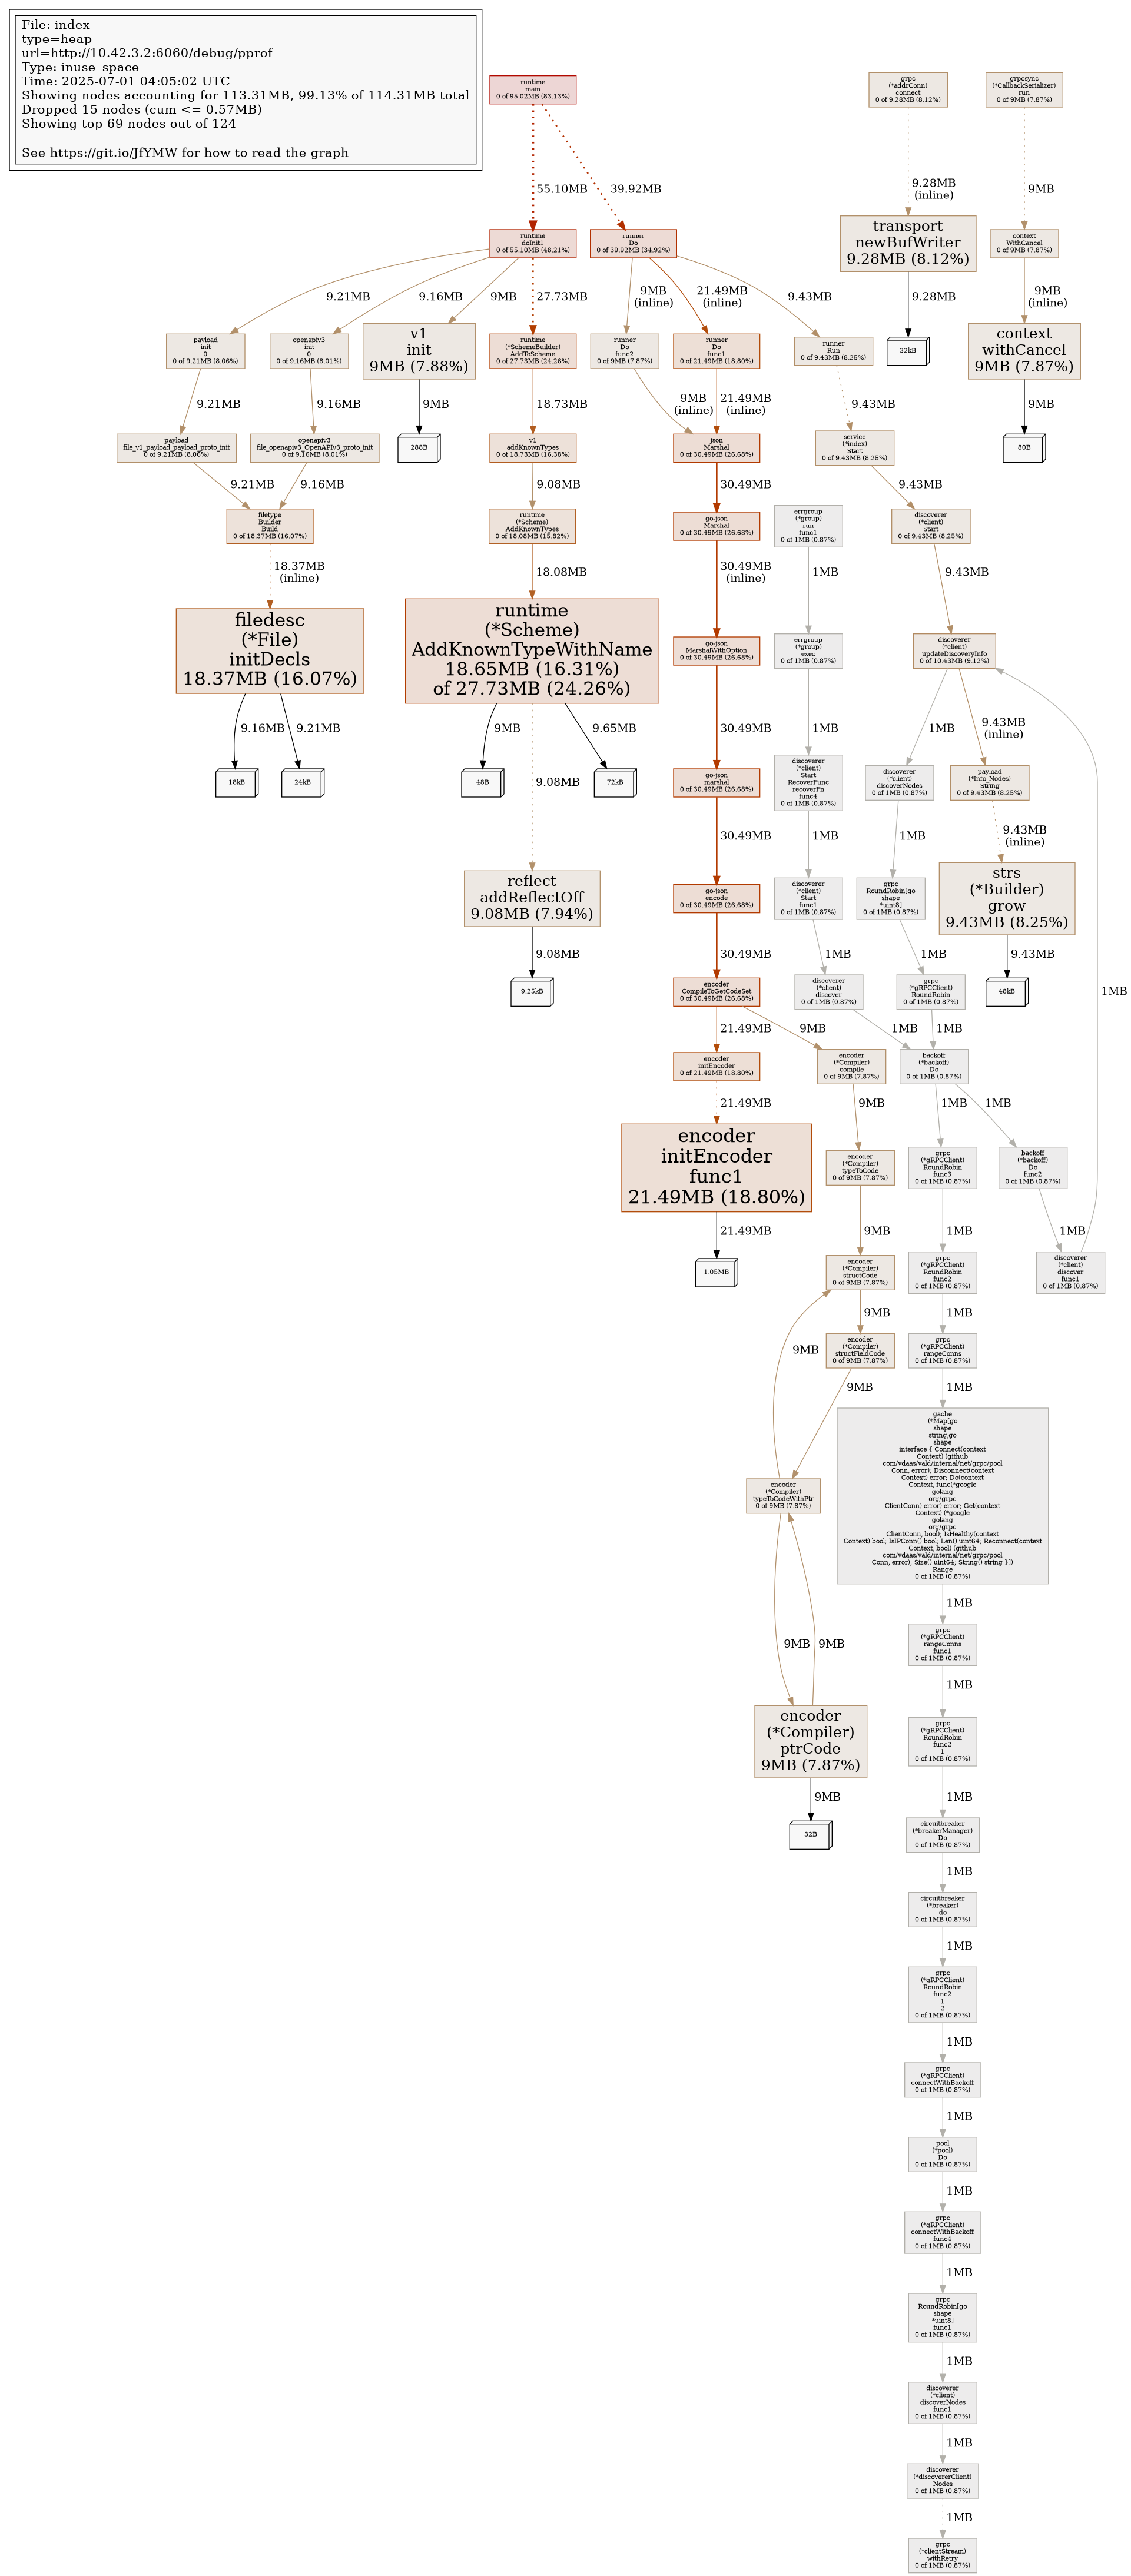 File: index
type=heap
url=http://10.42.3.2:6060/debug/pprof
Type: inuse_space
Time: 2025-07-01 04:05:02 UTC
Showing nodes accounting for 113.31MB, 99.13% of 114.31MB total
Dropped 15 nodes (cum <= 0.57MB)
Showing top 69 nodes out of 124
See https://git.io/JfYMW for how to read the graph
runtime
main
0 of 95.02MB (83.13%)
grpc
(*addrConn)
connect
0 of 9.28MB (8.12%)
grpcsync
(*CallbackSerializer)
run
0 of 9MB (7.87%)
55.10MB
39.92MB
9.28MB
(inline)
9MB
runtime
doInit1
0 of 55.10MB (48.21%)
runner
Do
0 of 39.92MB (34.92%)
transport
newBufWriter
9.28MB (8.12%)
context
WithCancel
0 of 9MB (7.87%)
9.21MB
9.16MB
9MB
27.73MB
9MB
(inline)
21.49MB
(inline)
9.43MB
9.28MB
9MB
(inline)
payload
init
0
0 of 9.21MB (8.06%)
openapiv3
init
0
0 of 9.16MB (8.01%)
v1
init
9MB (7.88%)
runtime
(*SchemeBuilder)
AddToScheme
0 of 27.73MB (24.26%)
runner
Do
func2
0 of 9MB (7.87%)
runner
Do
func1
0 of 21.49MB (18.80%)
runner
Run
0 of 9.43MB (8.25%)
32kB
context
withCancel
9MB (7.87%)
9.21MB
9.16MB
9MB
18.73MB
9MB
(inline)
21.49MB
(inline)
9.43MB
9MB
payload
file_v1_payload_payload_proto_init
0 of 9.21MB (8.06%)
openapiv3
file_openapiv3_OpenAPIv3_proto_init
0 of 9.16MB (8.01%)
288B
v1
addKnownTypes
0 of 18.73MB (16.38%)
json
Marshal
0 of 30.49MB (26.68%)
service
(*index)
Start
0 of 9.43MB (8.25%)
80B
9.21MB
9.16MB
9.08MB
30.49MB
9.43MB
filetype
Builder
Build
0 of 18.37MB (16.07%)
runtime
(*Scheme)
AddKnownTypes
0 of 18.08MB (15.82%)
go-json
Marshal
0 of 30.49MB (26.68%)
errgroup
(*group)
run
func1
0 of 1MB (0.87%)
discoverer
(*client)
Start
0 of 9.43MB (8.25%)
18.37MB
(inline)
18.08MB
30.49MB
(inline)
1MB
9.43MB
filedesc
(*File)
initDecls
18.37MB (16.07%)
runtime
(*Scheme)
AddKnownTypeWithName
18.65MB (16.31%)
of 27.73MB (24.26%)
go-json
MarshalWithOption
0 of 30.49MB (26.68%)
errgroup
(*group)
exec
0 of 1MB (0.87%)
discoverer
(*client)
updateDiscoveryInfo
0 of 10.43MB (9.12%)
9.16MB
9.21MB
9MB
9.08MB
9.65MB
30.49MB
1MB
1MB
9.43MB
(inline)
18kB
24kB
48B
72kB
go-json
marshal
0 of 30.49MB (26.68%)
discoverer
(*client)
Start
RecoverFunc
recoverFn
func4
0 of 1MB (0.87%)
discoverer
(*client)
discoverNodes
0 of 1MB (0.87%)
payload
(*Info_Nodes)
String
0 of 9.43MB (8.25%)
30.49MB
1MB
1MB
9.43MB
(inline)
reflect
addReflectOff
9.08MB (7.94%)
go-json
encode
0 of 30.49MB (26.68%)
discoverer
(*client)
Start
func1
0 of 1MB (0.87%)
grpc
RoundRobin[go
shape
*uint8]
0 of 1MB (0.87%)
strs
(*Builder)
grow
9.43MB (8.25%)
9.08MB
30.49MB
1MB
1MB
9.43MB
9.25kB
encoder
CompileToGetCodeSet
0 of 30.49MB (26.68%)
discoverer
(*client)
discover
0 of 1MB (0.87%)
grpc
(*gRPCClient)
RoundRobin
0 of 1MB (0.87%)
48kB
1MB
21.49MB
9MB
1MB
1MB
encoder
initEncoder
0 of 21.49MB (18.80%)
encoder
(*Compiler)
compile
0 of 9MB (7.87%)
backoff
(*backoff)
Do
0 of 1MB (0.87%)
21.49MB
9MB
1MB
1MB
encoder
initEncoder
func1
21.49MB (18.80%)
encoder
(*Compiler)
typeToCode
0 of 9MB (7.87%)
grpc
(*gRPCClient)
RoundRobin
func3
0 of 1MB (0.87%)
backoff
(*backoff)
Do
func2
0 of 1MB (0.87%)
21.49MB
9MB
1MB
1MB
1.05MB
encoder
(*Compiler)
structCode
0 of 9MB (7.87%)
grpc
(*gRPCClient)
RoundRobin
func2
0 of 1MB (0.87%)
discoverer
(*client)
discover
func1
0 of 1MB (0.87%)
9MB
1MB
9MB
encoder
(*Compiler)
structFieldCode
0 of 9MB (7.87%)
grpc
(*gRPCClient)
rangeConns
0 of 1MB (0.87%)
9MB
1MB
encoder
(*Compiler)
typeToCodeWithPtr
0 of 9MB (7.87%)
gache
(*Map[go
shape
string,go
shape
interface { Connect(context
Context) (github
com/vdaas/vald/internal/net/grpc/pool
Conn, error); Disconnect(context
Context) error; Do(context
Context, func(*google
golang
org/grpc
ClientConn) error) error; Get(context
Context) (*google
golang
org/grpc
ClientConn, bool); IsHealthy(context
Context) bool; IsIPConn() bool; Len() uint64; Reconnect(context
Context, bool) (github
com/vdaas/vald/internal/net/grpc/pool
Conn, error); Size() uint64; String() string }])
Range
0 of 1MB (0.87%)
1MB
9MB
9MB
grpc
(*gRPCClient)
rangeConns
func1
0 of 1MB (0.87%)
1MB
encoder
(*Compiler)
ptrCode
9MB (7.87%)
grpc
(*gRPCClient)
RoundRobin
func2
1
0 of 1MB (0.87%)
9MB
1MB
32B
circuitbreaker
(*breakerManager)
Do
0 of 1MB (0.87%)
1MB
circuitbreaker
(*breaker)
do
0 of 1MB (0.87%)
1MB
grpc
(*gRPCClient)
RoundRobin
func2
1
2
0 of 1MB (0.87%)
1MB
grpc
(*gRPCClient)
connectWithBackoff
0 of 1MB (0.87%)
1MB
pool
(*pool)
Do
0 of 1MB (0.87%)
1MB
grpc
(*gRPCClient)
connectWithBackoff
func4
0 of 1MB (0.87%)
1MB
grpc
RoundRobin[go
shape
*uint8]
func1
0 of 1MB (0.87%)
1MB
discoverer
(*client)
discoverNodes
func1
0 of 1MB (0.87%)
1MB
discoverer
(*discovererClient)
Nodes
0 of 1MB (0.87%)
1MB
grpc
(*clientStream)
withRetry
0 of 1MB (0.87%)